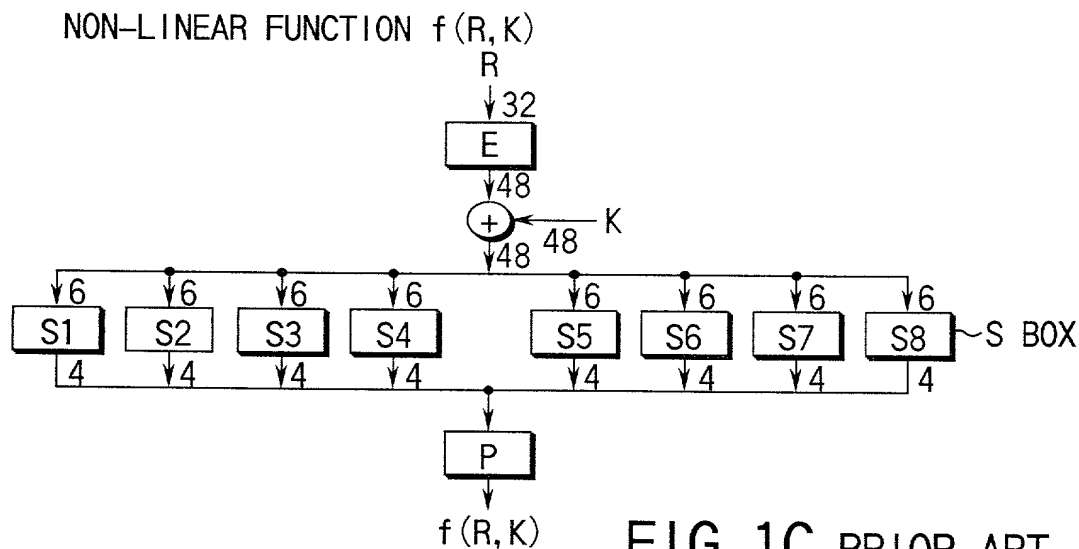 NON-LINEAR FUNCTION f(R,K)
R
32
E
48
+
K
48
48
6 6 6 6 6 6 6 6
S1 S2 S3 S4 S5 S6 S7 S8 S BOX
4 4 4 4 4 4 4 4
P
f(R,K)
FIG. 1C PRIOR ART